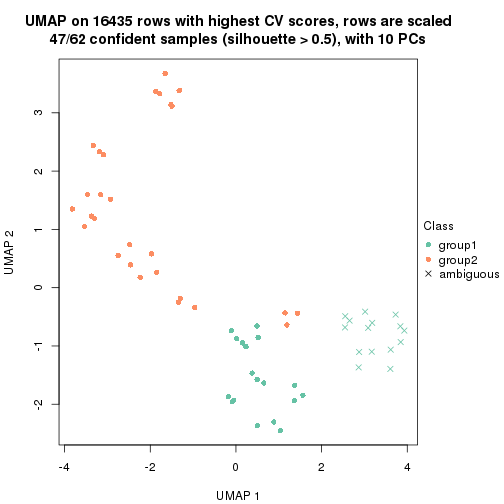 UMAP on 16435 rows with highest CV scores, rows are scaled
47/62 confident samples (silhouette > 0.5), with 10 PCs
3
2
1
0
-1
-2
UMAP 2
-4
-2
0
2
4
UMAP 1
Class
group1
group2
ambiguous